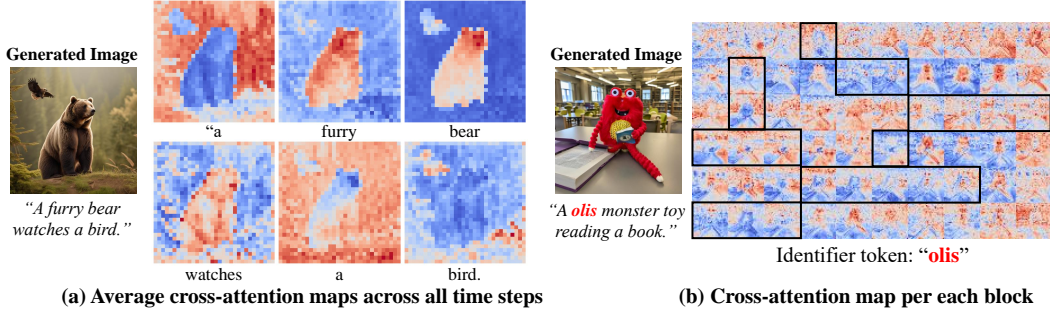 Generated Image
“A furry bear
watches a bird.”
“a
furry
bear
watches
a
bird.
(a) Average cross-attention maps across all time steps
Generated Image
“A olis monster toy
reading a book.”
Identifier token: “olis”
(b) Cross-attention map per each block